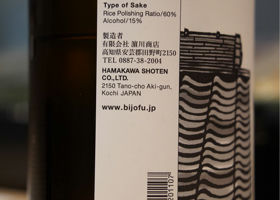 Type of Sake
Rice Polishing Ratio/60%
Alcohol/15%
製造者
有限会社 濵川商店
高知県安芸郡田野町2150
TEL 0887-38-2004
HAMAKAWA SHOTEN
CO.,LTD.
2150 Tano-cho Aki-gun,
Kochi JAPAN
www.bijofu.jp
201107